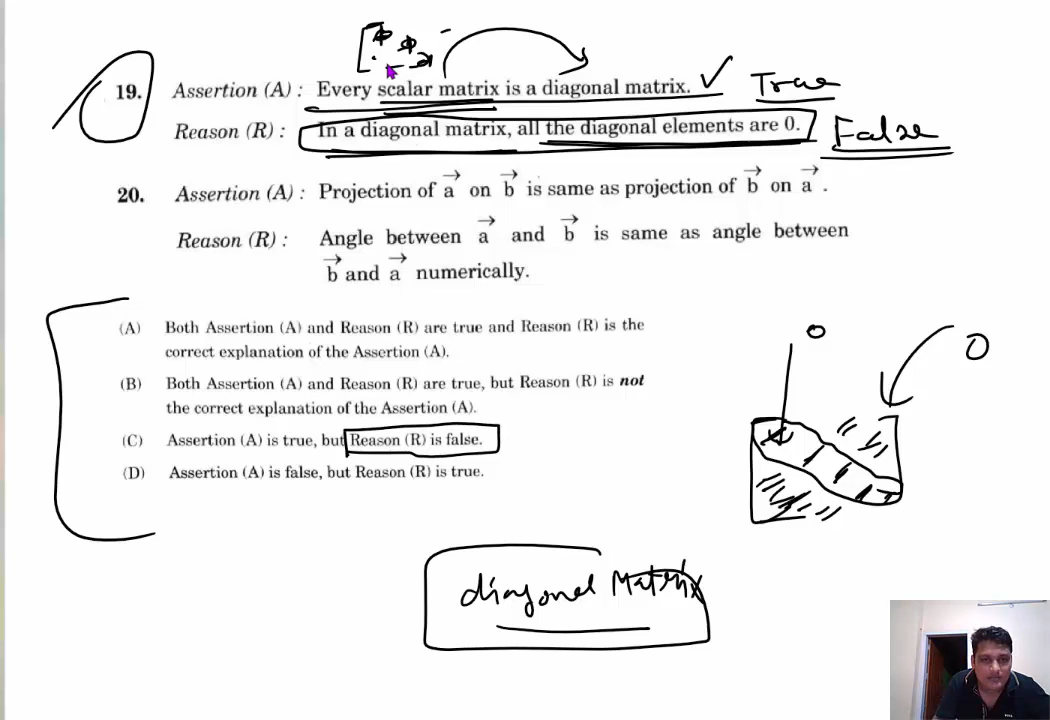 19. Assertion (A) : Every scalar matrix is a diagonal matrix. True
Reason (R) : In a diagonal matrix, all the diagonal elements are 0. False
20. Assertion (A) : Projection of a⃗ on b⃗ is same as projection of b⃗ on a⃗ .
Reason (R) : Angle between a⃗ and b⃗ is same as angle between
b⃗ and a⃗ numerically.
(A) Both Assertion (A) and Reason (R) are true and Reason (R) is the
correct explanation of the Assertion (A).
(B) Both Assertion (A) and Reason (R) are true, but Reason (R) is not
the correct explanation of the Assertion (A).
(C) Assertion (A) is true, but Reason (R) is false.
(D) Assertion (A) is false, but Reason (R) is true.
0
0
diagonal Matrix